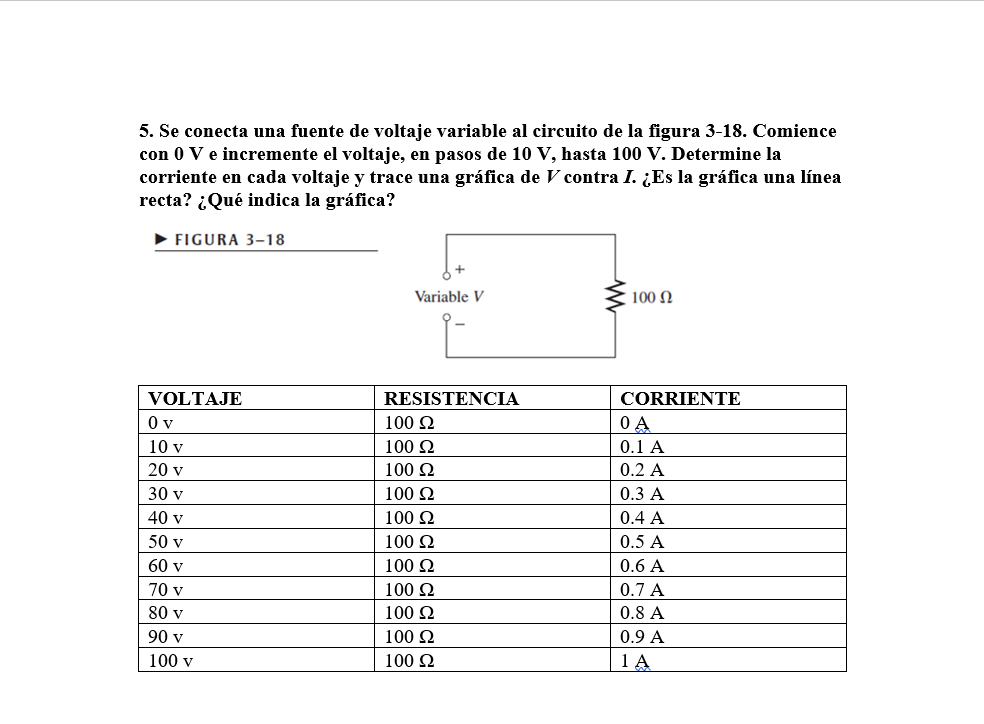 5. Se conecta una fuente de voltaje variable al circuito de la figura 3-18. Comience
con 0 V e incremente el voltaje, en pasos de 10 V, hasta 100 V. Determine la
corriente en cada voltaje y trace una gráfica de V contra I. ¿Es la gráfica una línea
recta? ¿Qué indica la gráfica?
► FIGURA 3–18
+
Variable V
100 Ω
–
VOLTAJE RESISTENCIA CORRIENTE
0 v 100 Ω 0 A
10 v 100 Ω 0.1 A
20 v 100 Ω 0.2 A
30 v 100 Ω 0.3 A
40 v 100 Ω 0.4 A
50 v 100 Ω 0.5 A
60 v 100 Ω 0.6 A
70 v 100 Ω 0.7 A
80 v 100 Ω 0.8 A
90 v 100 Ω 0.9 A
100 v 100 Ω 1 A